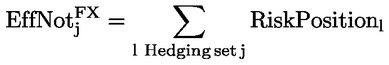 EffNot_j^FX = ∑_{l Hedging set j} RiskPosition_l